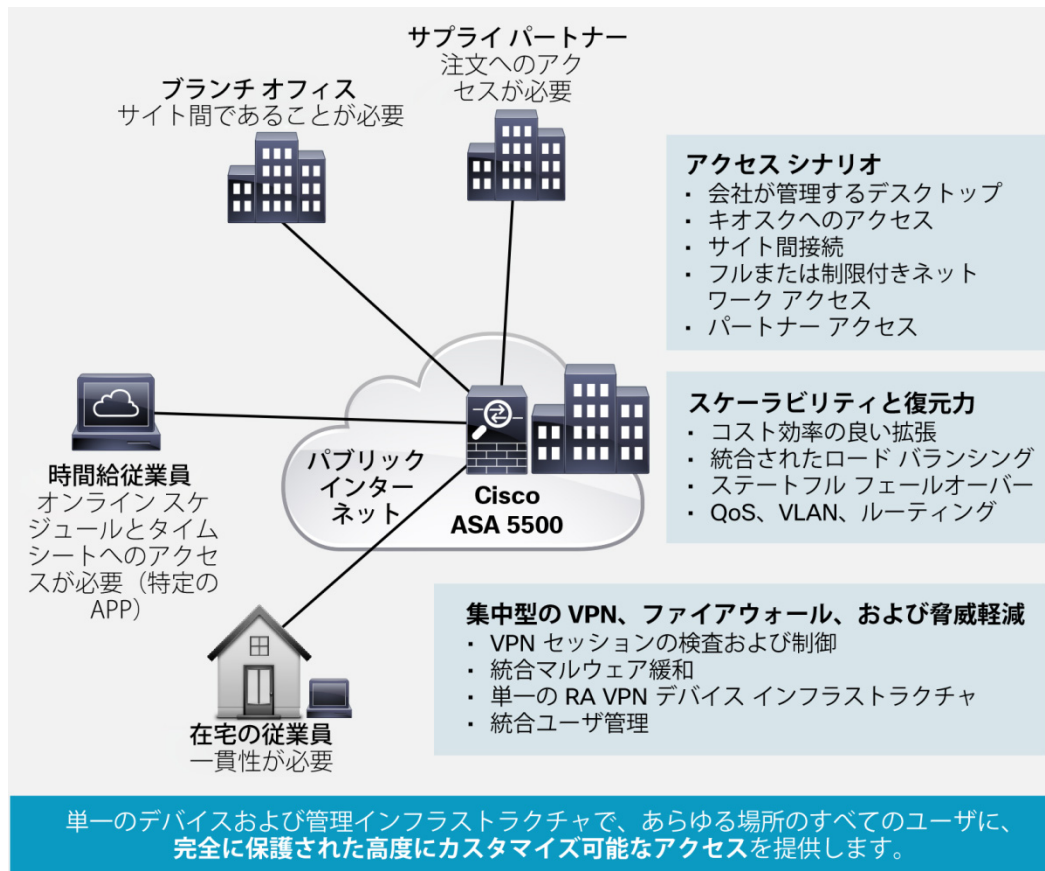 サプライ パートナー
注文へのアク
セスが必要
ブランチ オフィス
サイト間であることが必要
アクセス シナリオ
・ 会社が管理するデスクトップ
・ キオスクへのアクセス
・ サイト間接続
・ フルまたは制限付きネット
ワーク アクセス
・ パートナー アクセス
時間給従業員
オンライン スケ
ジュールとタイム
シートへのアクセ
スが必要（特定の
APP）
パブリック
インター
ネット
Cisco
ASA 5500
スケーラビリティと復元力
・ コスト効率の良い拡張
・ 統合されたロード バランシング
・ ステートフル フェールオーバー
・ QoS、VLAN、ルーティング
在宅の従業員
一貫性が必要
集中型の VPN、ファイアウォール、および脅威軽減
・ VPN セッションの検査および制御
・ 統合マルウェア緩和
・ 単一の RA VPN デバイス インフラストラクチャ
・ 統合ユーザ管理
単一のデバイスおよび管理インフラストラクチャで、あらゆる場所のすべてのユーザに、
完全に保護された高度にカスタマイズ可能なアクセスを提供します。